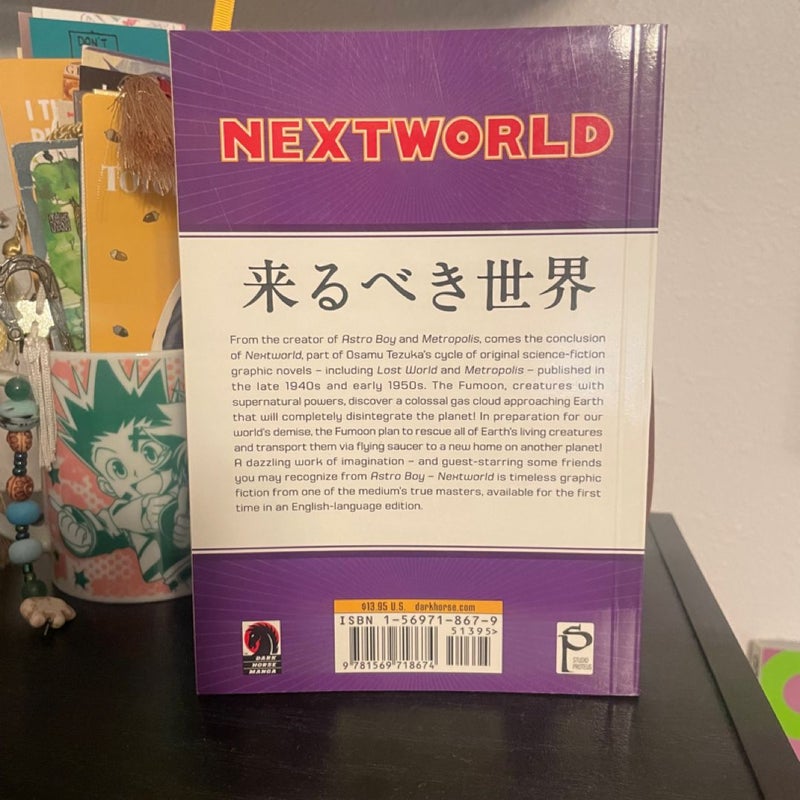 DON'T
NEXTWORLD
来るべき世界
From the creator of Astro Boy and Metropolis, comes the conclusion
of Nextworld, part of Osamu Tezuka's cycle of original science-fiction
graphic novels – including Lost World and Metropolis – published in
the late 1940s and early 1950s. The Fumoon, creatures with
supernatural powers, discover a colossal gas cloud approaching Earth
that will completely disintegrate the planet! In preparation for our
world's demise, the Fumoon plan to rescue all of Earth's living creatures
and transport them via flying saucer to a new home on another planet!
A dazzling work of imagination – and guest-starring some friends
you may recognize from Astro Boy – Nextworld is timeless graphic
fiction from one of the medium's true masters, available for the first
time in an English-language edition.
$13.95 U.S. darkhorse.com
ISBN 1-56971-867-9
51395>
9 781569 718674
DARK
HORSE
MANGA
SP
STUDIO
PROTEUS